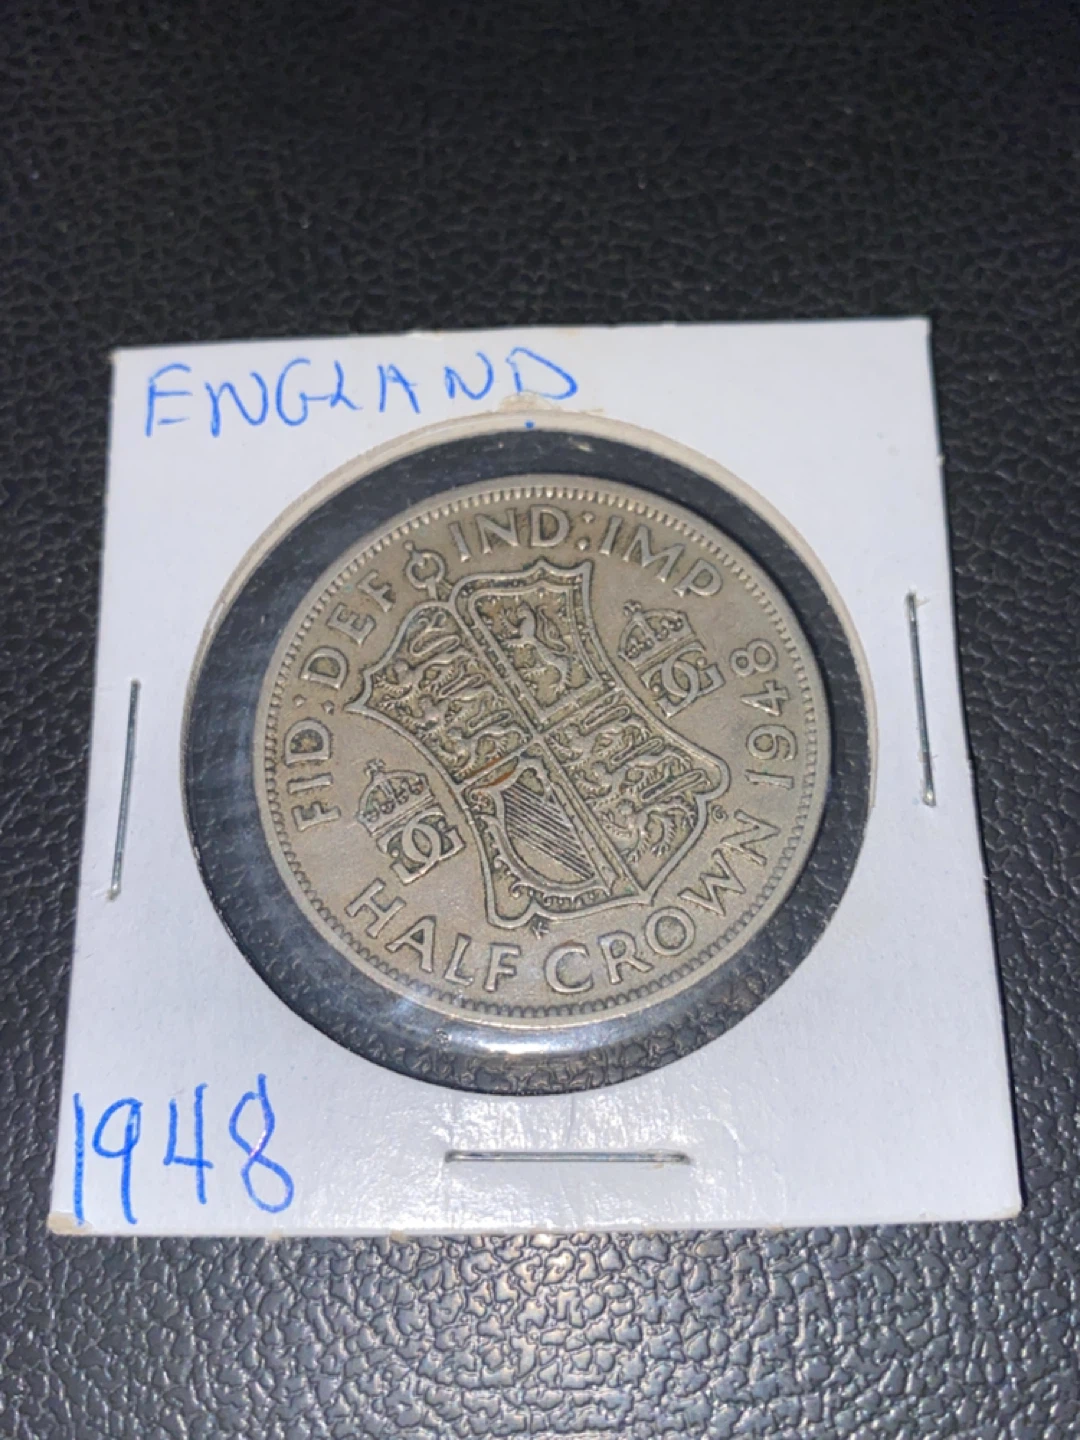 ENGLAND
FID:DEF IND:IMP 1948
HALF CROWN
K G
1948